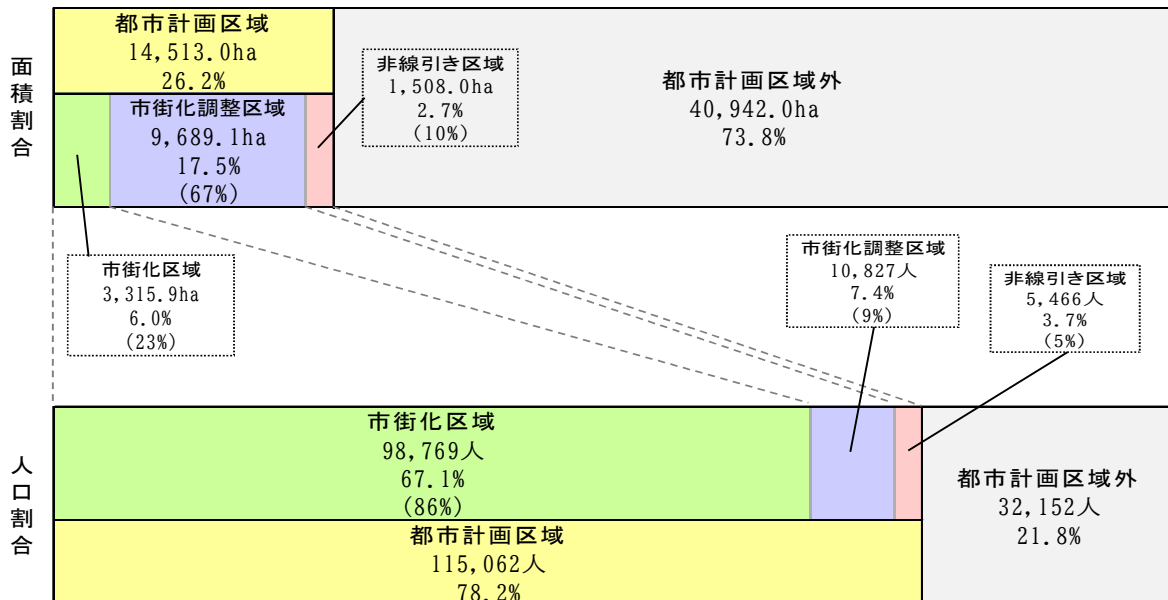 面積割合
都市計画区域
14,513.0ha
26.2%
市街化調整区域
9,689.1ha
17.5%
(67%)
非線引き区域
1,508.0ha
2.7%
(10%)
都市計画区域外
40,942.0ha
73.8%
市街化区域
3,315.9ha
6.0%
(23%)
市街化調整区域
10,827人
7.4%
(9%)
非線引き区域
5,466人
3.7%
(5%)
人口割合
市街化区域
98,769人
67.1%
(86%)
都市計画区域
115,062人
78.2%
都市計画区域外
32,152人
21.8%